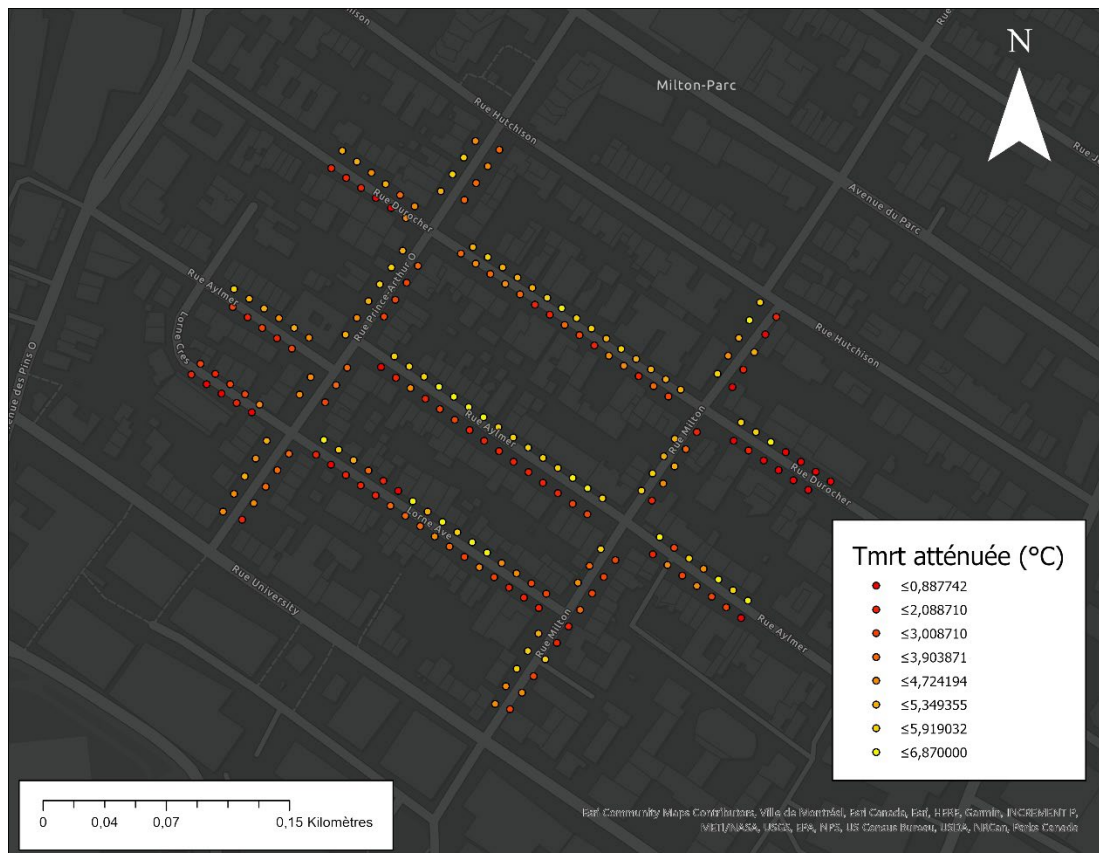 N
Milton-Parc
hison
Rue Hutchison
Rue
Rue Je
Avenue du Parc
Rue Durocher
Rue Prince-Arthur O
Rue Aylmer
Lorne Cres
enue des Pins O
Rue Hutchison
Rue Milton
Rue Aylmer
Rue Durocher
Lorne Ave
Rue University
Rue Milton
Rue Aylmer
Tmrt atténuée (°C)
≤0,887742
≤2,088710
≤3,008710
≤3,903871
≤4,724194
≤5,349355
≤5,919032
≤6,870000
0 0,04 0,07 0,15 Kilomètres
Esri Community Maps Contributors, Ville de Montréal, Esri Canada, Esri, HERE, Garmin, INCREMENT P,
METI/NASA, USGS, EPA, NPS, US Census Bureau, USDA, NRCan, Parks Canada